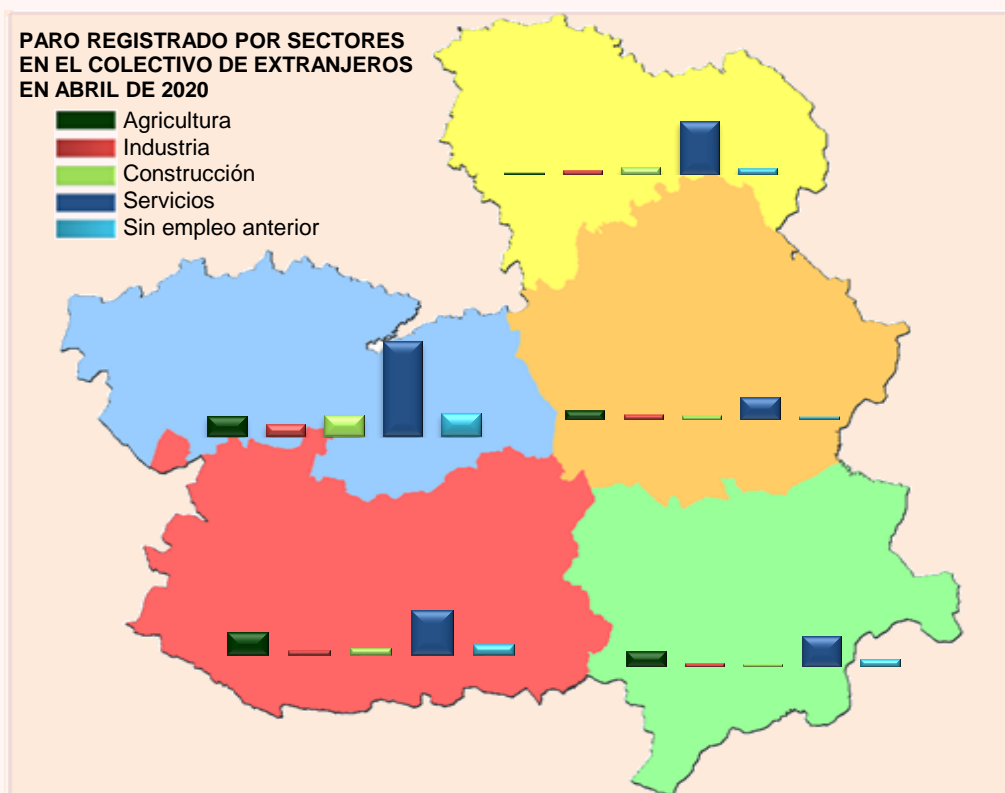 PARO REGISTRADO POR SECTORES
EN EL COLECTIVO DE EXTRANJEROS
EN ABRIL DE 2020
Agricultura
Industria
Construcción
Servicios
Sin empleo anterior